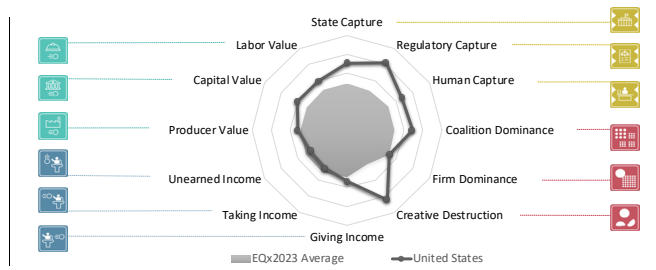 State Capture
Labor Value
Regulatory Capture
Capital Value
Human Capture
Producer Value
Coalition Dominance
Unearned Income
Firm Dominance
Taking Income
Creative Destruction
Giving Income
EQx2023 Average
United States